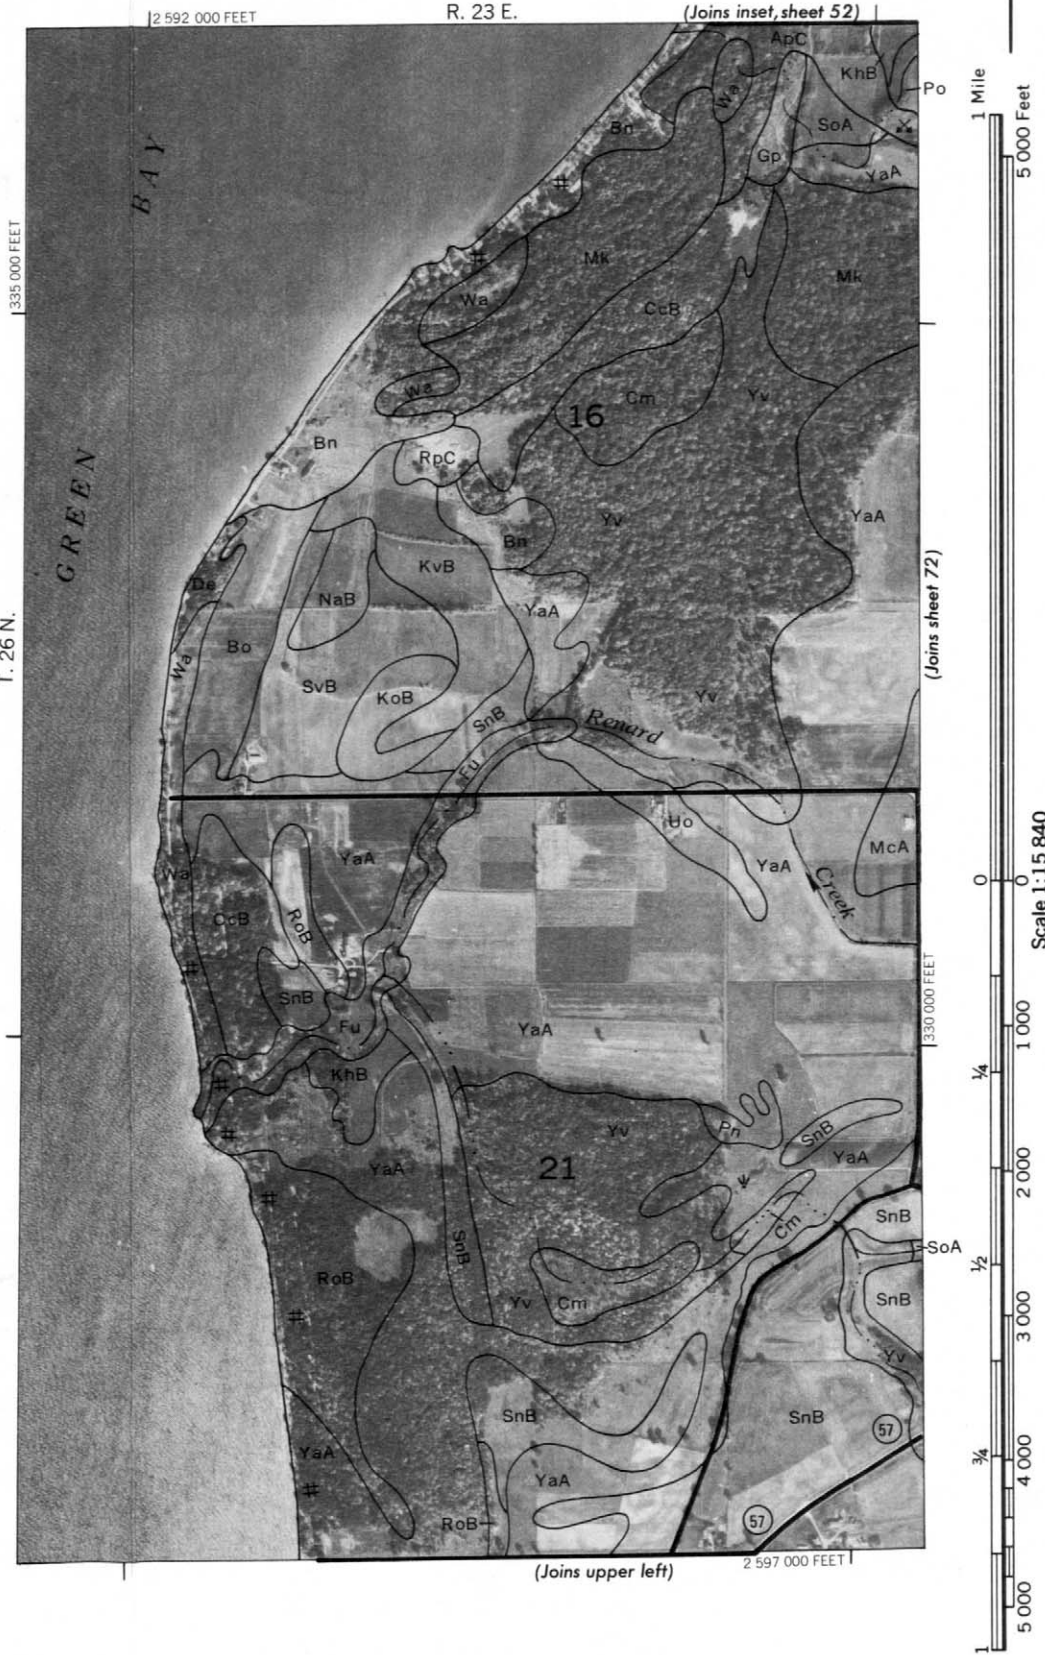 2 592 000 FEET
R. 23 E.
(Joins inset, sheet 52)
ApC
KhB
Po
1 Mile
5 000 Feet
Wa
Bn
SoA
Gp
YaA
BAY
335 000 FEET
Mk
Mk
Wa
CcB
Wa
Cm
16
Yv
Bn
RpC
GREEN
YaA
Yv
Bn
KvB
De
NaB
YaA
(Joins sheet 72)
T. 26 N.
Bo
Wa
SvB
KoB
Yv
SnB
Renard
Fu
Uo
YaA
YaA
McA
Wa
0
0
Scale 1:15 840
Creek
CcB
RoB
SnB
330 000 FEET
Fu
YaA
1 000
KhB
1/4
Yv
Pn
SnB
YaA
YaA
21
2 000
Cm
SnB
SnB
SoA
RoB
1/2
Yv
Cm
SnB
3 000
Yv
SnB
SnB
57
YaA
YaA
3/4
4 000
RoB
57
2 597 000 FEET
(Joins upper left)
5 000
1